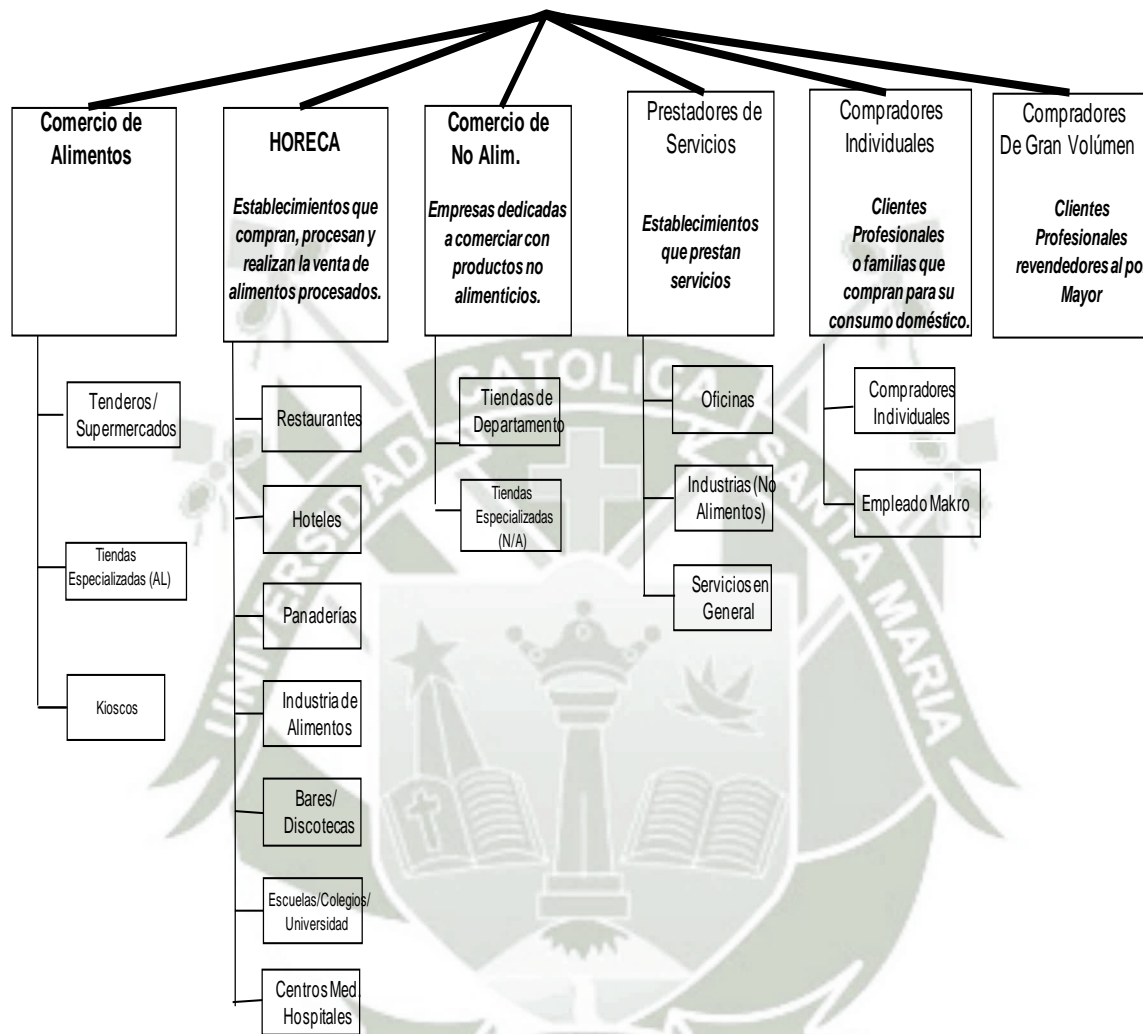 Comercio de
Alimentos
HORECA
Establecimientos que
compran, procesan y
realizan la venta de
alimentos procesados.
Comercio de
No Alim.
Empresas dedicadas
a comerciar con
productos no
alimenticios.
Prestadores de
Servicios
Establecimientos
que prestan
servicios
Compradores
Individuales
Clientes
Profesionales
o familias que
compran para su
consumo doméstico.
Compradores
De Gran Volúmen
Clientes
Profesionales
revendedores al po
Mayor
Tenderos /
Supermercados
Tiendas
Especializadas (AL)
Kioscos
Restaurantes
Hoteles
Panaderías
Industria de
Alimentos
Bares/
Discotecas
Escuelas/Colegios/
Universidad
Centros Med.
Hospitales
Tiendas de
Departamento
Tiendas
Especializadas
(N/A)
Oficinas
Industrias (No
Alimentos)
Servicios en
General
Compradores
Individuales
Empleado Makro
UNIVERSIDAD CATOLICA SANTA MARIA